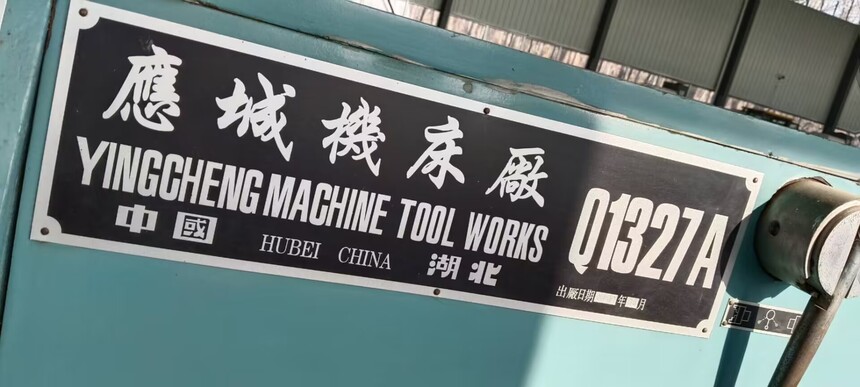 應城機床廠
YINGCHENG MACHINE TOOL WORKS
Q1327A
中國
HUBEI CHINA
湖北
出廠日期 年 月